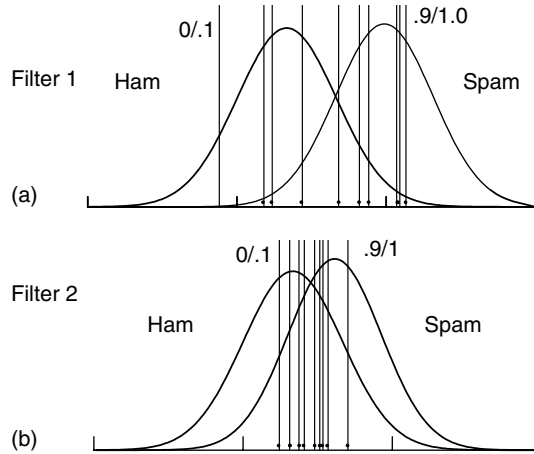 0/.1
.9/1.0
Filter 1
Ham
Spam
(a)
0/.1
.9/1
Filter 2
Ham
Spam
(b)